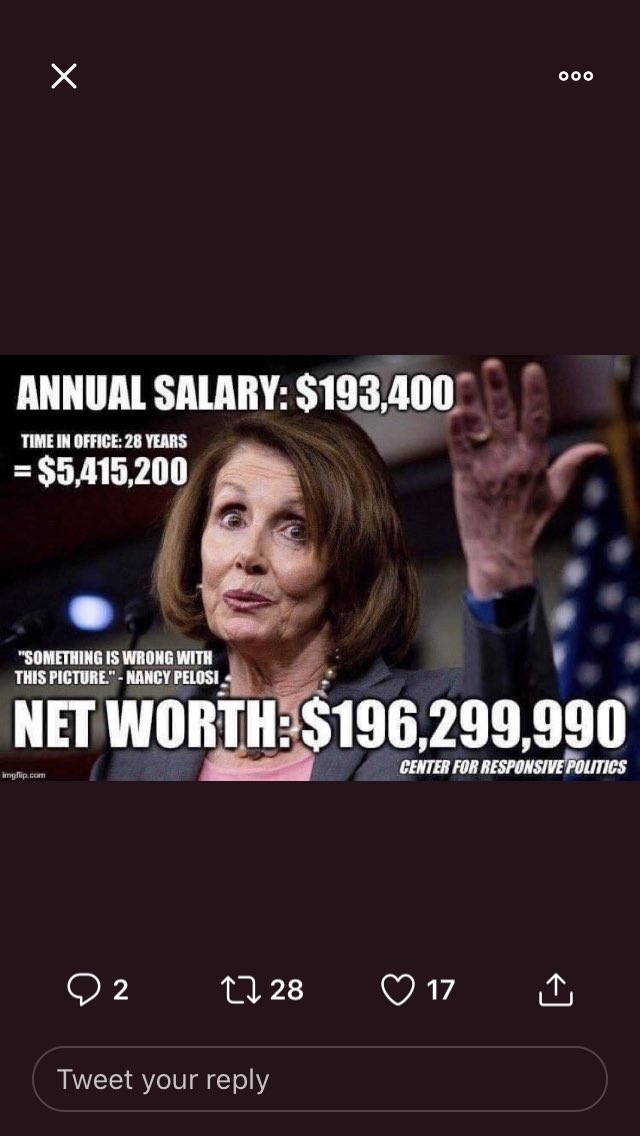 ANNUAL SALARY: $193,400
TIME IN OFFICE: 28 YEARS
= $5,415,200
"SOMETHING IS WRONG WITH
THIS PICTURE." - NANCY PELOSI
NET WORTH: $196,299,990
CENTER FOR RESPONSIVE POLITICS
imgflip.com
2
28
17
Tweet your reply